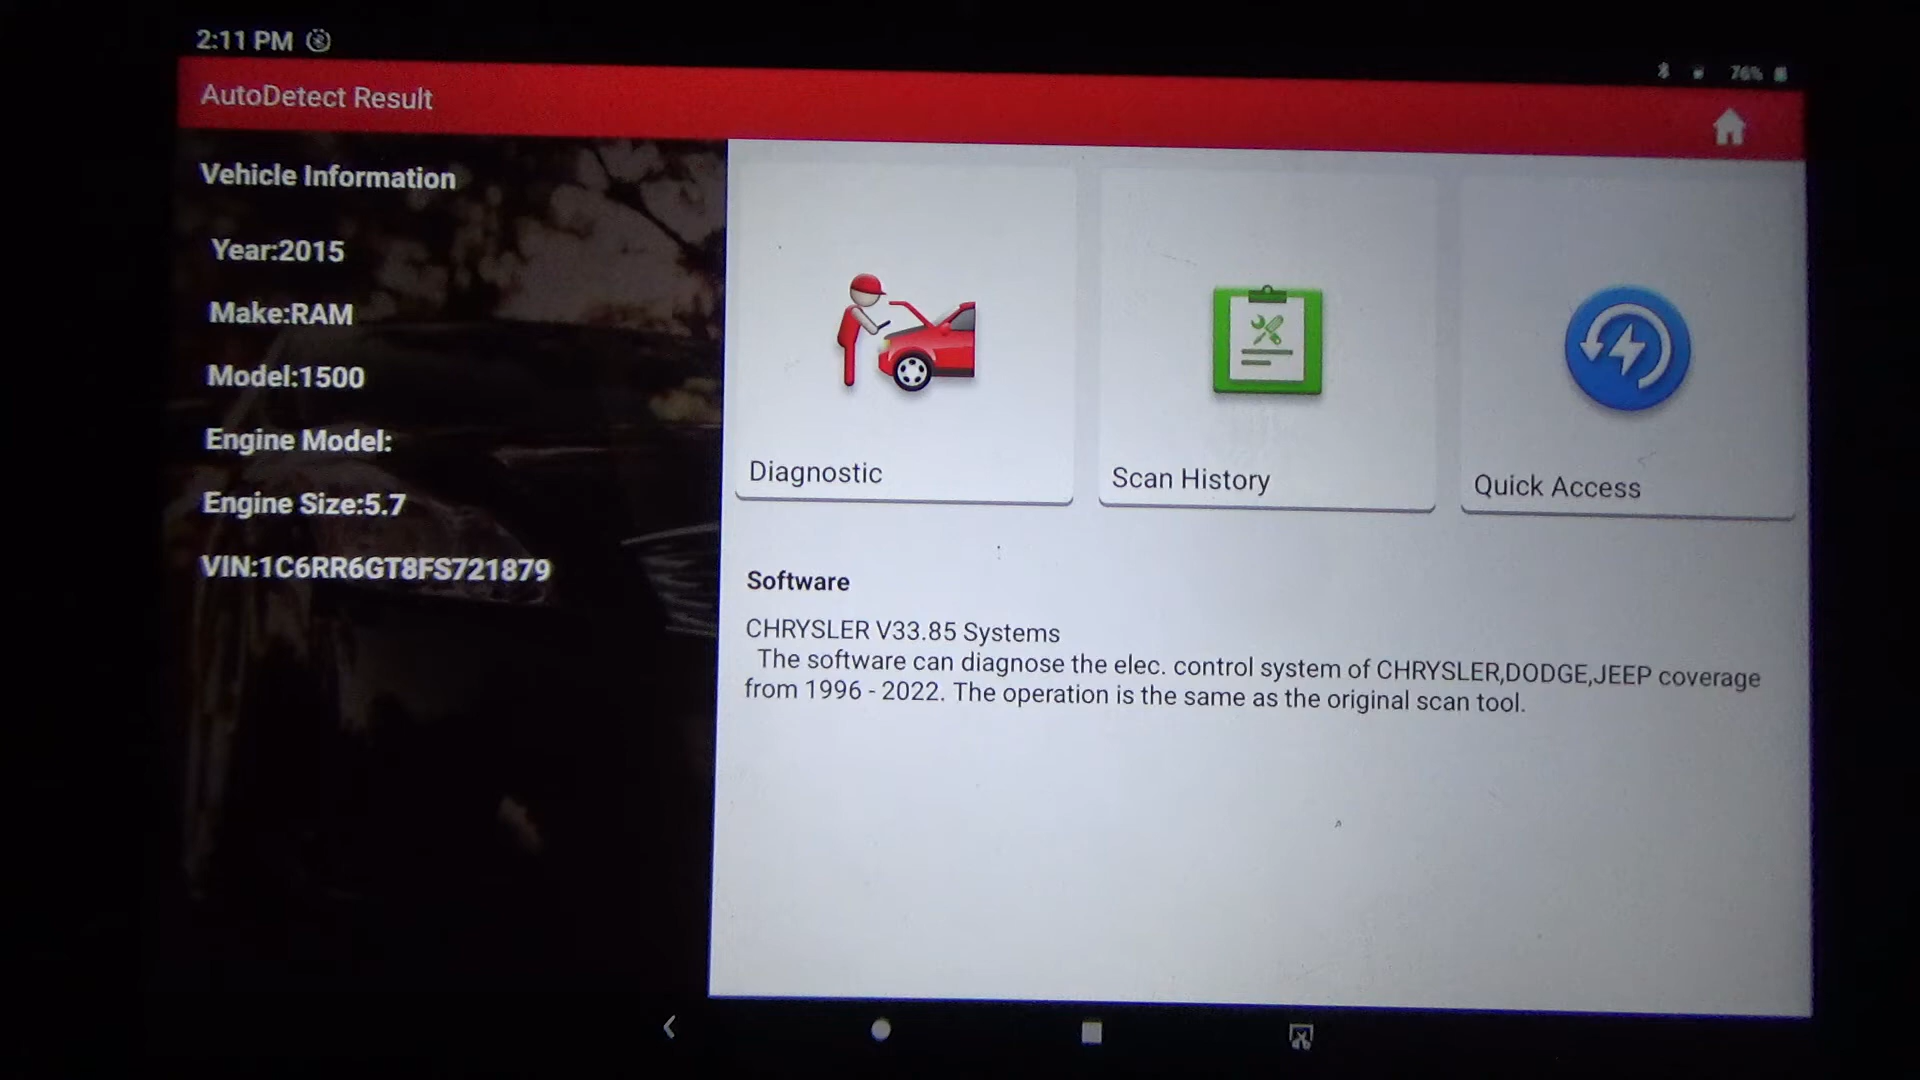 2:11 PM
76%
AutoDetect Result
Vehicle Information
Year:2015
Make:RAM
Model:1500
Engine Model:
Engine Size:5.7
VIN:1C6RR6GT8FS721879
Diagnostic
Scan History
Quick Access
Software
CHRYSLER V33.85 Systems
The software can diagnose the elec. control system of CHRYSLER,DODGE,JEEP coverage
from 1996 - 2022. The operation is the same as the original scan tool.